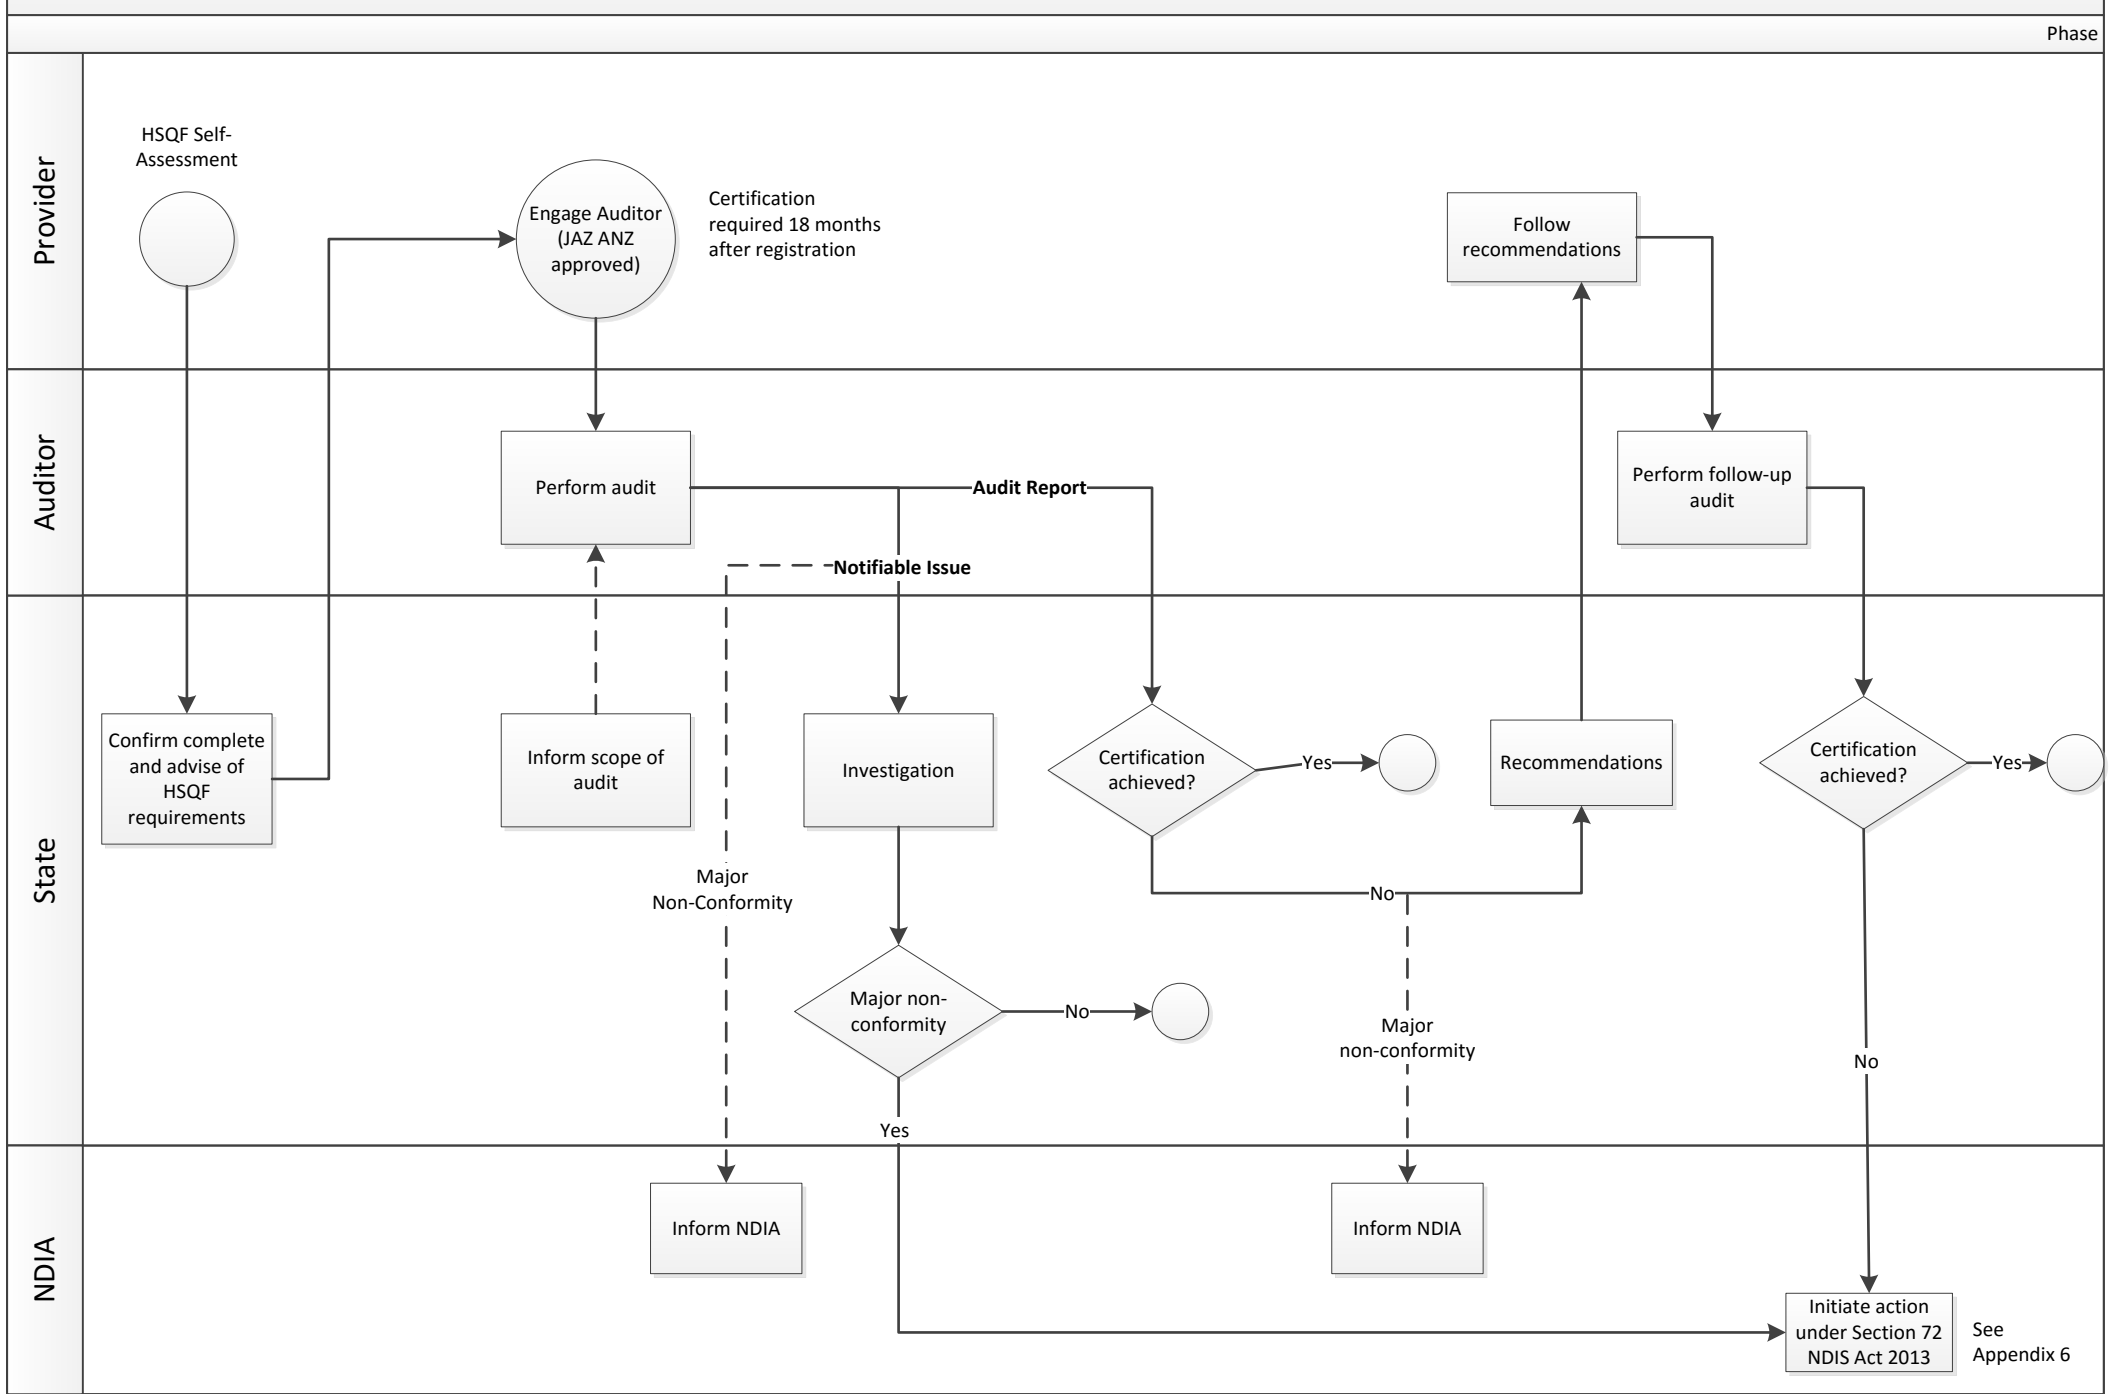 Phase
Provider
HSQF Self-
Assessment
Engage Auditor
(JAZ ANZ
approved)
Certification
required 18 months
after registration
Follow
recommendations
Auditor
Perform audit
Audit Report
Notifiable Issue
Perform follow-up
audit
State
Confirm complete
and advise of
HSQF
requirements
Inform scope of
audit
Investigation
Certification
achieved?
Yes
Recommendations
Certification
achieved?
Yes
Major
Non-Conformity
No
Major non-
conformity
No
Major
non-conformity
No
Yes
NDIA
Inform NDIA
Inform NDIA
Initiate action
under Section 72
NDIS Act 2013
See
Appendix 6